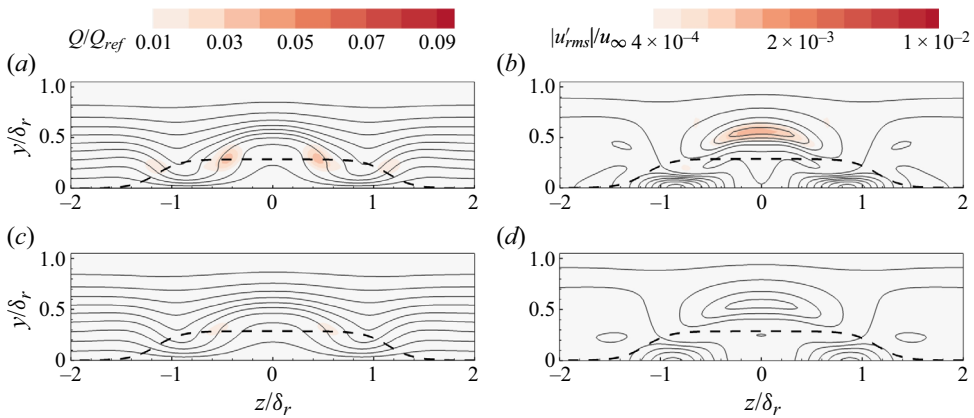 Q/Q_ref 0.01 0.03 0.05 0.07 0.09
|u′_rms|/u_∞ 4 × 10⁻⁴ 2 × 10⁻³ 1 × 10⁻²
(a) (b)
1.0 1.0
y/δ_r 0.5 0.5
0 0
−2 −1 0 1 2 −2 −1 0 1 2
(c) (d)
1.0 1.0
y/δ_r 0.5 0.5
0 0
−2 −1 0 1 2 −2 −1 0 1 2
z/δ_r z/δ_r